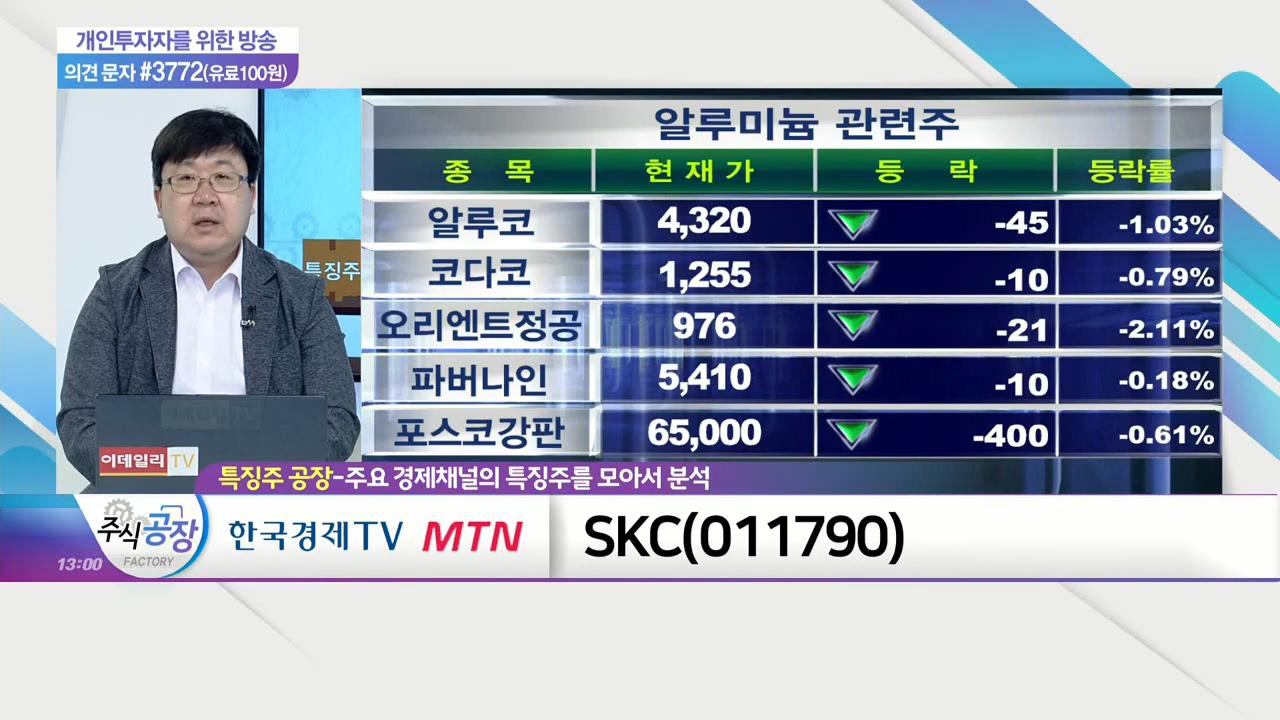 개인투자자를 위한 방송
의견 문자 #3772(유료100원)
특징주
알루미늄 관련주
종 목 현 재 가 등 락 등락률
알루코 4,320 -45 -1.03%
코다코 1,255 -10 -0.79%
오리엔트정공 976 -21 -2.11%
파버나인 5,410 -10 -0.18%
포스코강판 65,000 -400 -0.61%
이데일리 TV
특징주 공장-주요 경제채널의 특징주를 모아서 분석
주식공장 한국경제TV MTN SKC(011790)
13:00 FACTORY